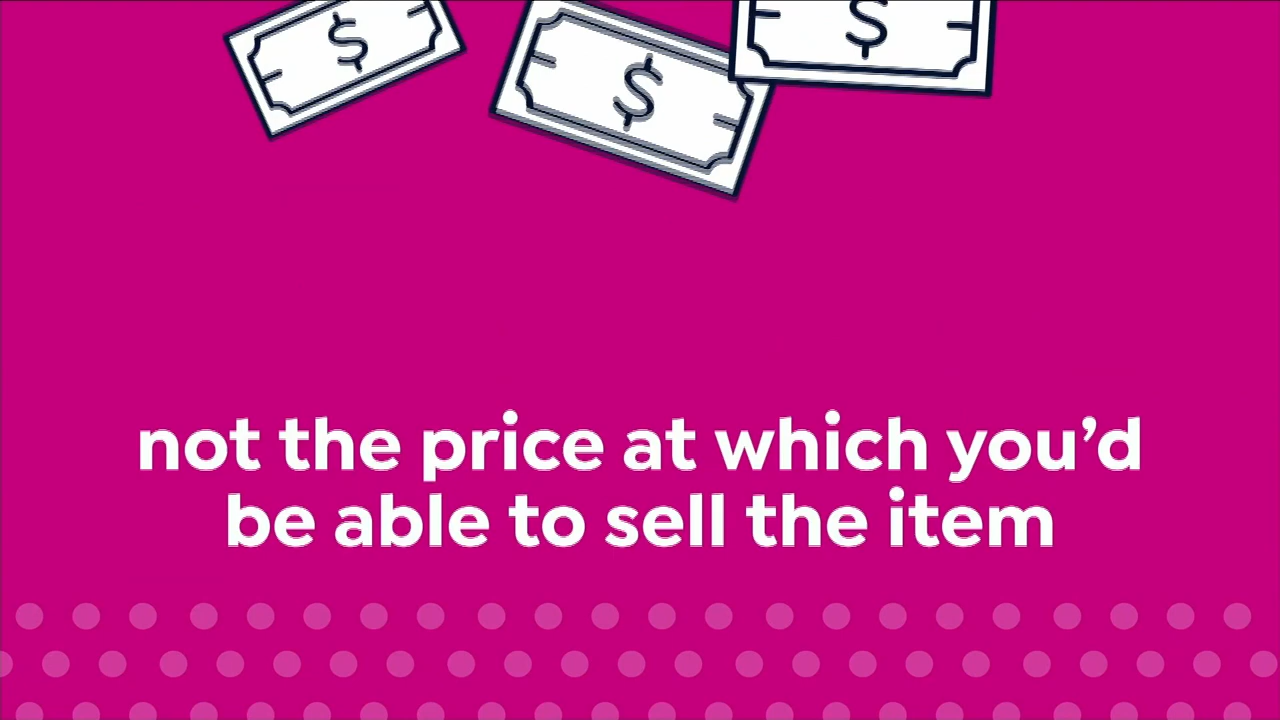 $ $ $
not the price at which you’d
be able to sell the item